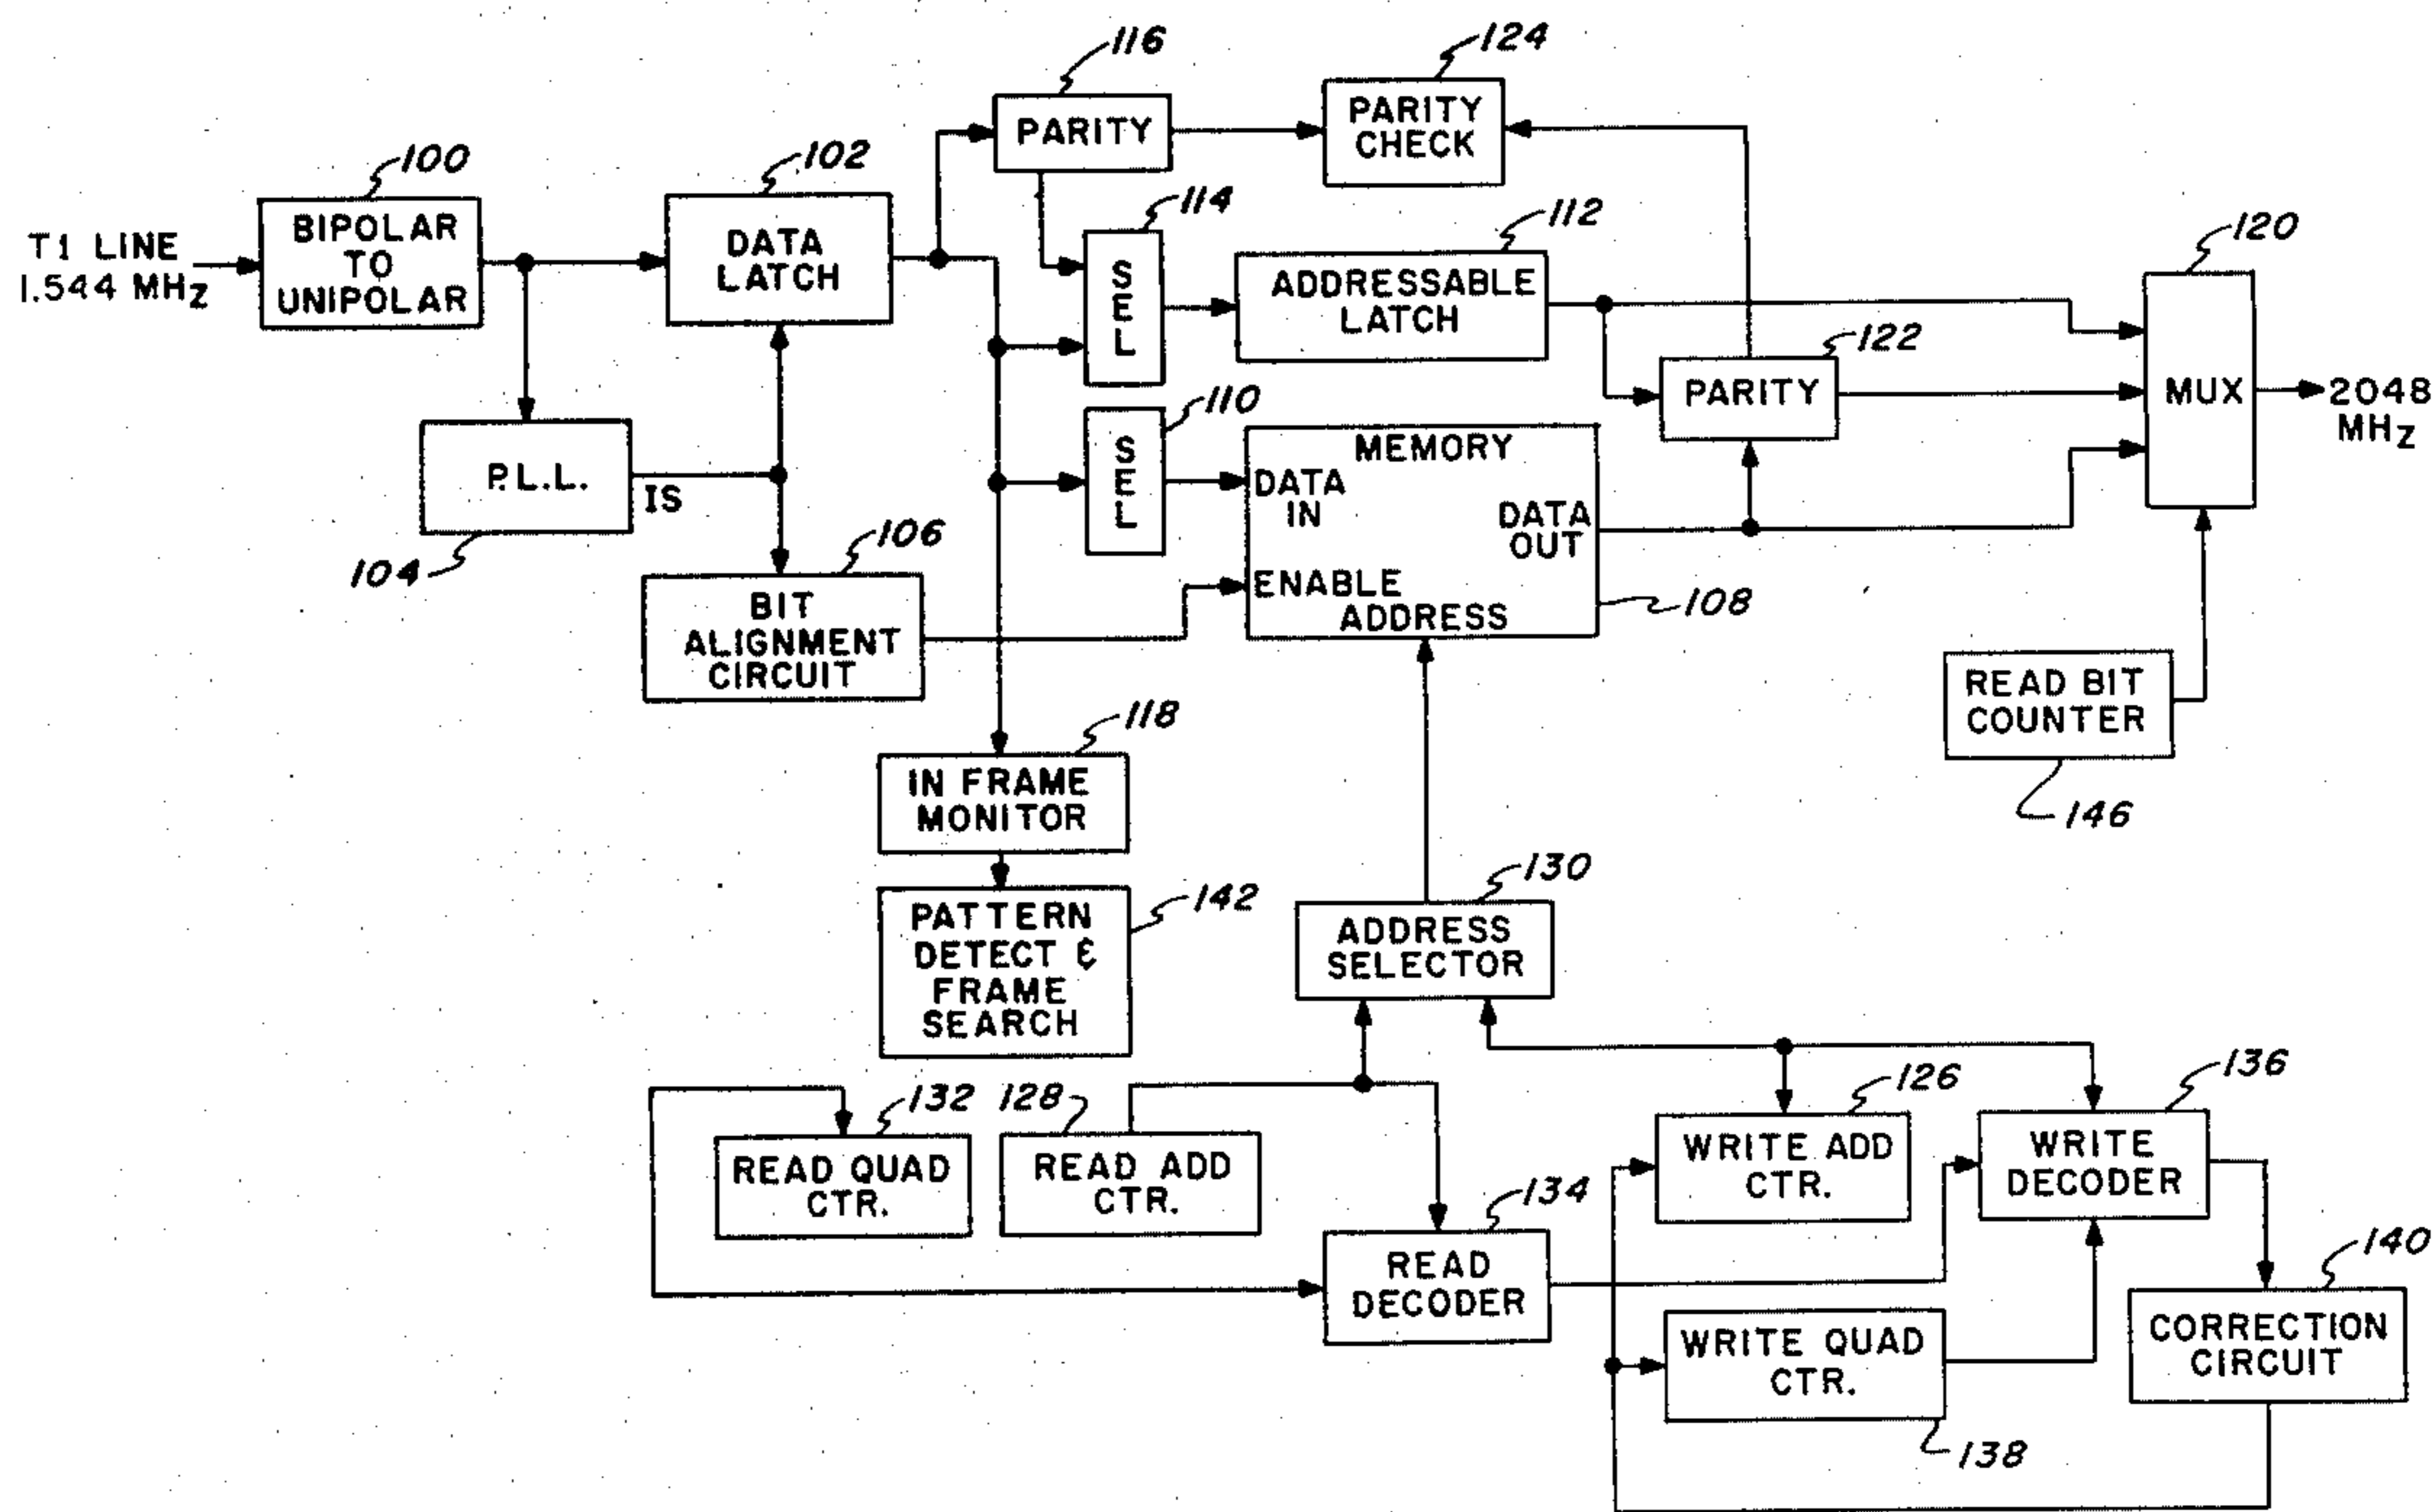 116
124
PARITY
PARITY
CHECK
100
102
114
112
120
T1 LINE
1.544 MHz
BIPOLAR
TO
UNIPOLAR
DATA
LATCH
S
E
L
ADDRESSABLE
LATCH
122
PARITY
MUX
2048
MHz
110
S
E
L
MEMORY
DATA
IN
DATA
OUT
ENABLE
ADDRESS
108
P.L.L.
IS
104
106
BIT
ALIGNMENT
CIRCUIT
READ BIT
COUNTER
146
118
IN FRAME
MONITOR
142
PATTERN
DETECT &
FRAME
SEARCH
130
ADDRESS
SELECTOR
132
128
READ QUAD
CTR.
READ ADD
CTR.
126
136
WRITE ADD
CTR.
WRITE
DECODER
134
READ
DECODER
140
WRITE QUAD
CTR.
138
CORRECTION
CIRCUIT